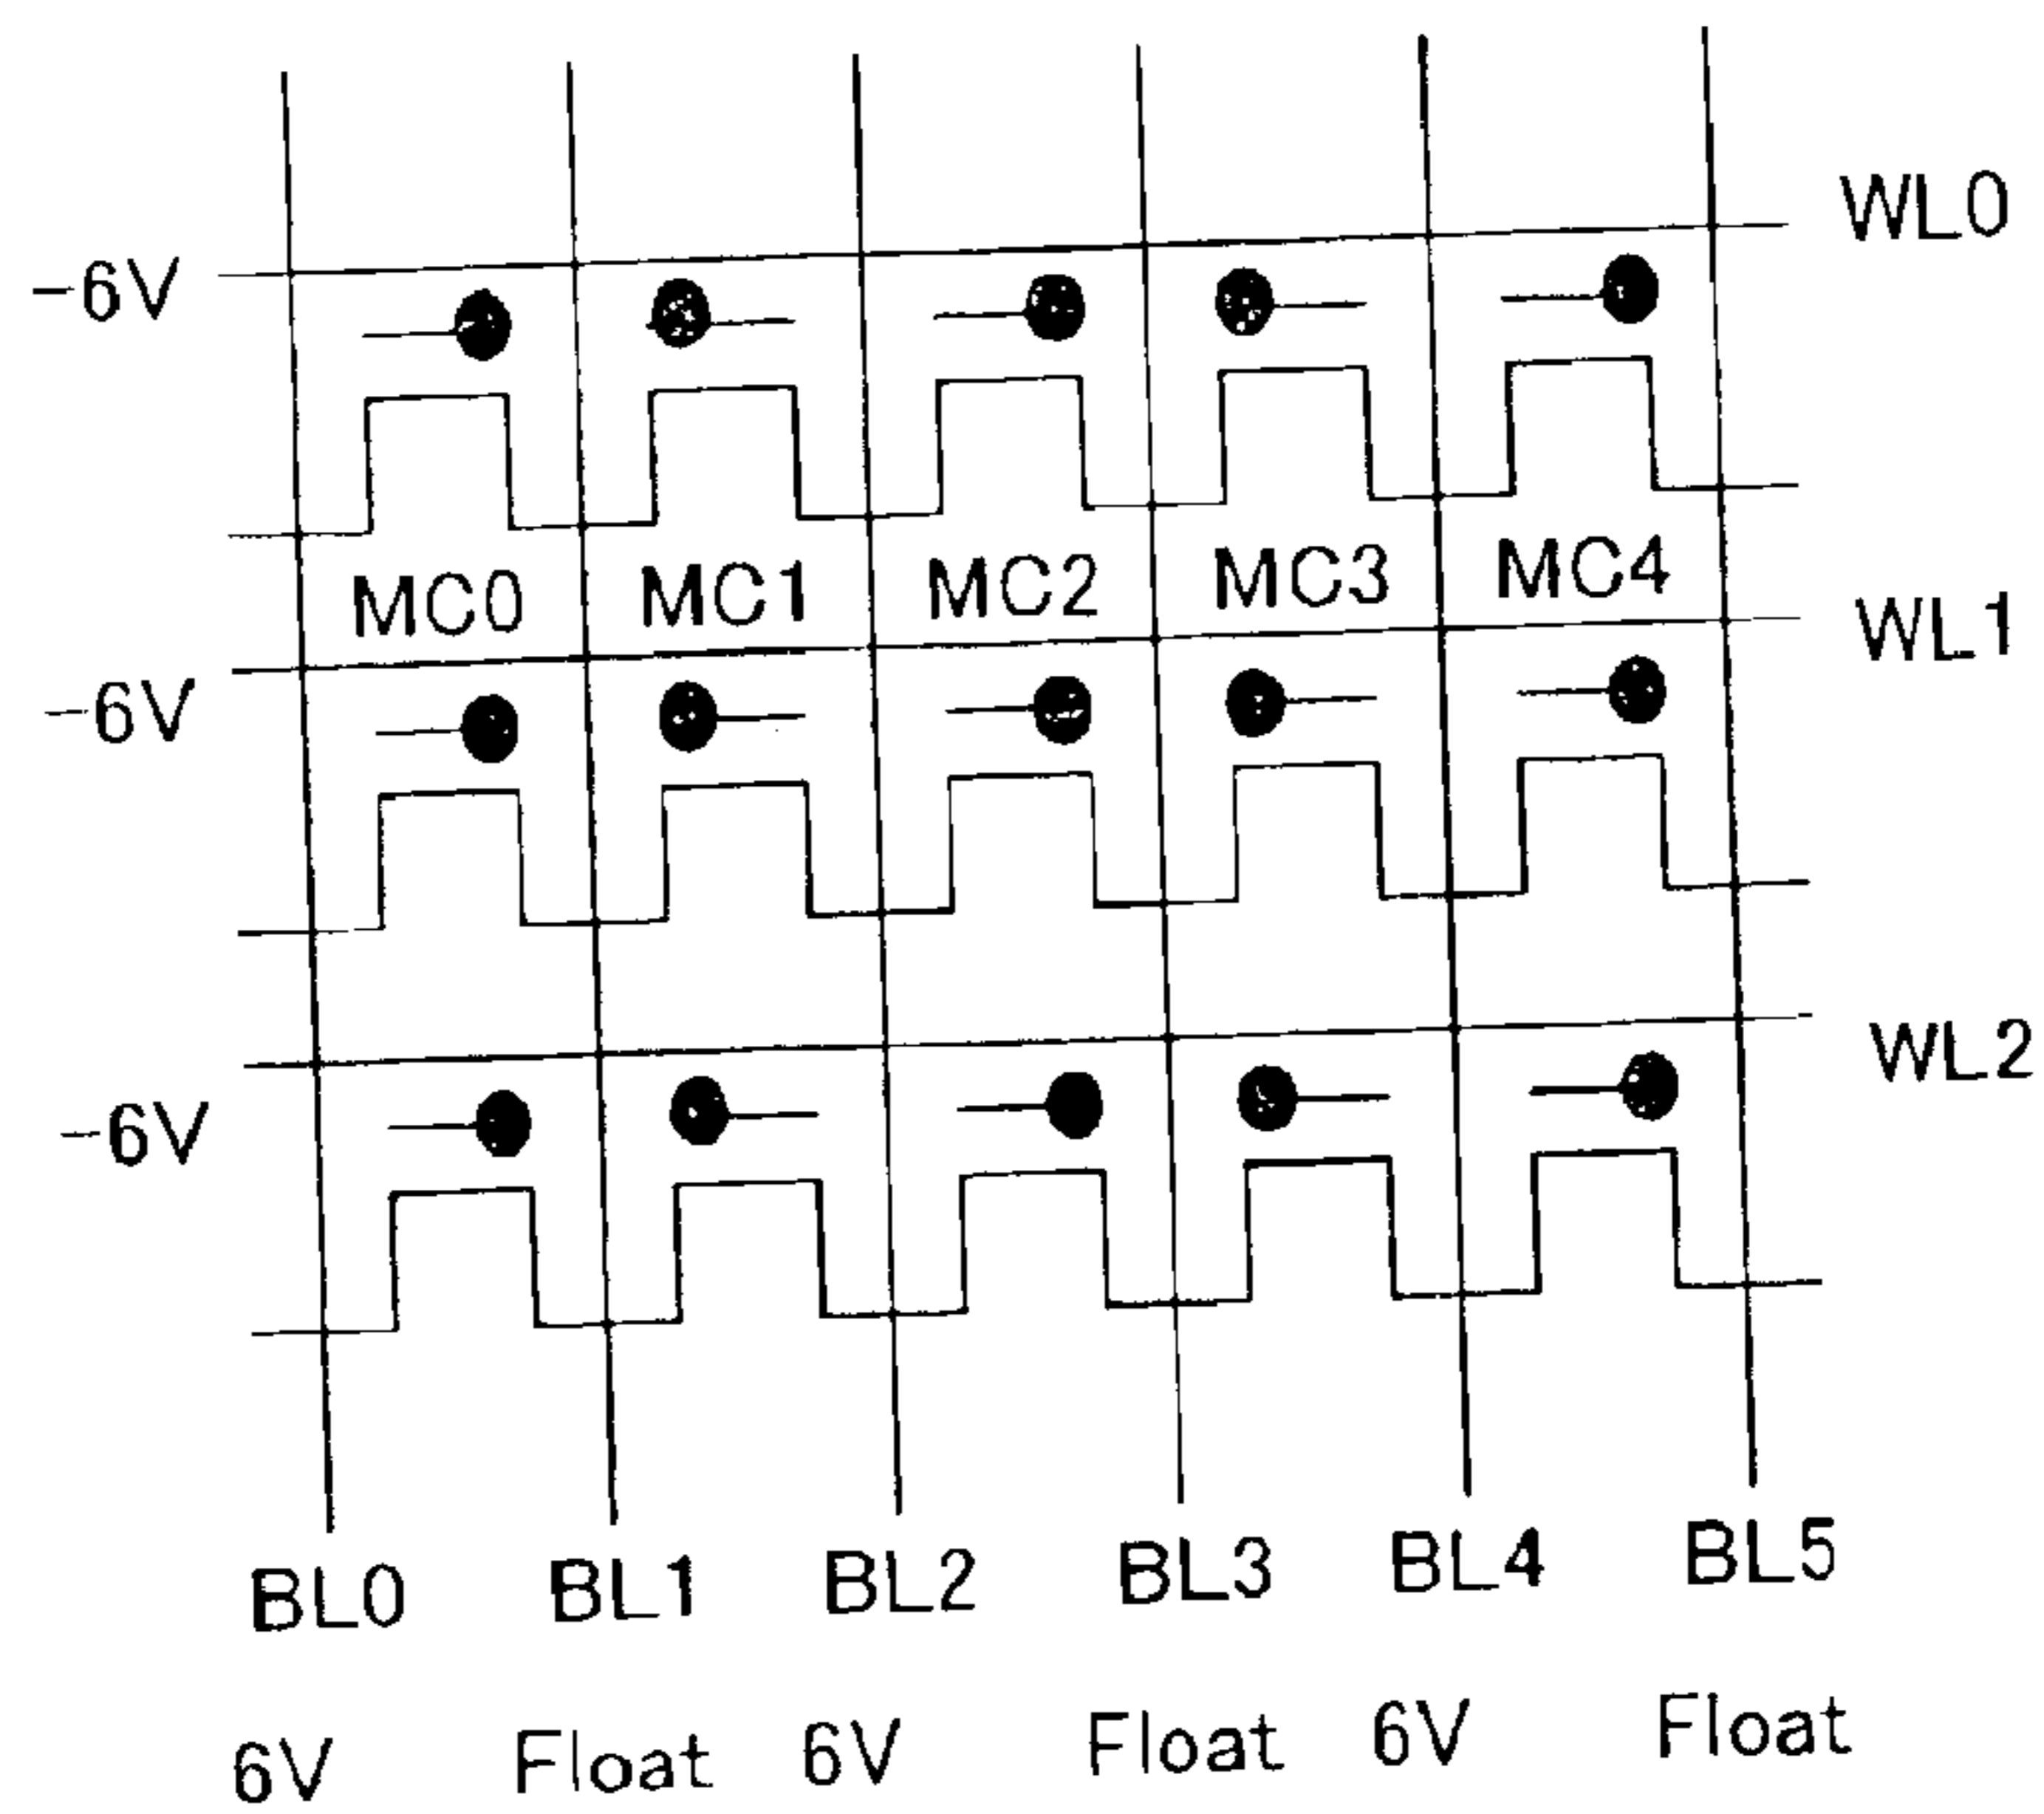 WL0
-6V
MC0 MC1 MC2 MC3 MC4
WL1
-6V
WL2
-6V
BL0 BL1 BL2 BL3 BL4 BL5
6V Float 6V Float 6V Float